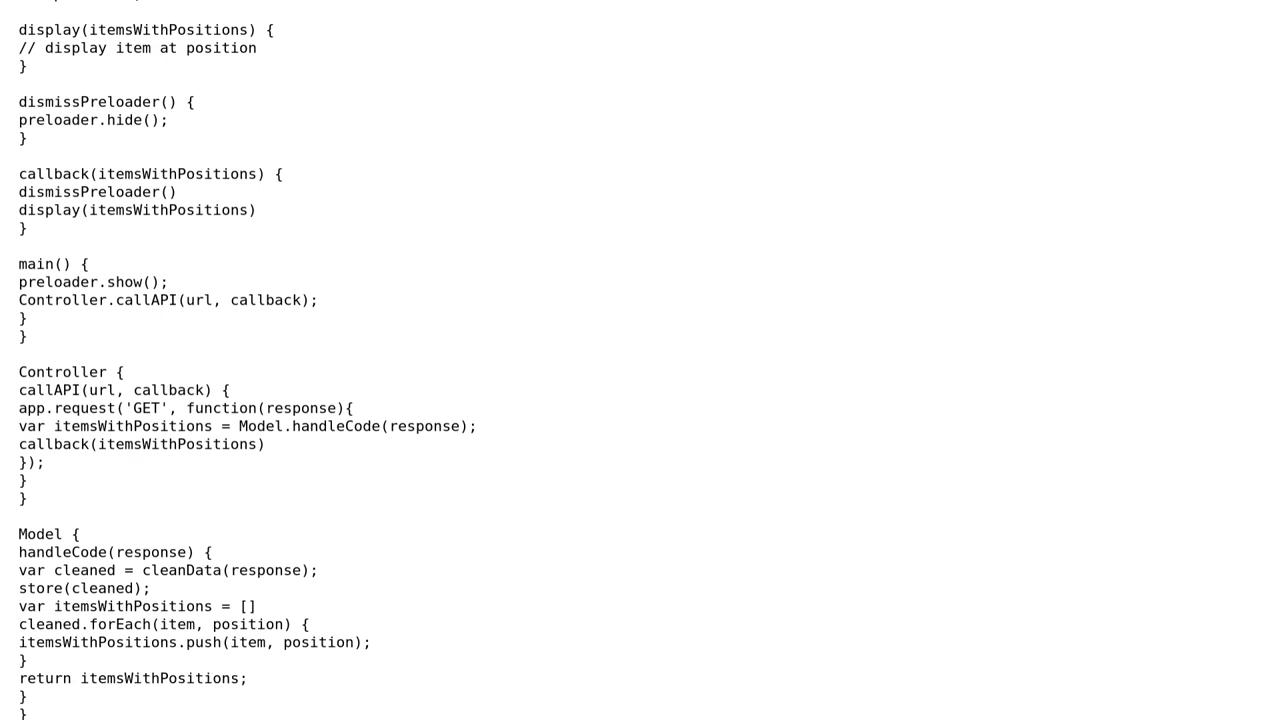 display(itemsWithPositions) {
// display item at position
}
dismissPreloader() {
preloader.hide();
}
callback(itemsWithPositions) {
dismissPreloader()
display(itemsWithPositions)
}
main() {
preloader.show();
Controller.callAPI(url, callback);
}
}
Controller {
callAPI(url, callback) {
app.request('GET', function(response){
var itemsWithPositions = Model.handleCode(response);
callback(itemsWithPositions)
});
}
}
Model {
handleCode(response) {
var cleaned = cleanData(response);
store(cleaned);
var itemsWithPositions = []
cleaned.forEach(item, position) {
itemsWithPositions.push(item, position);
}
return itemsWithPositions;
}
}